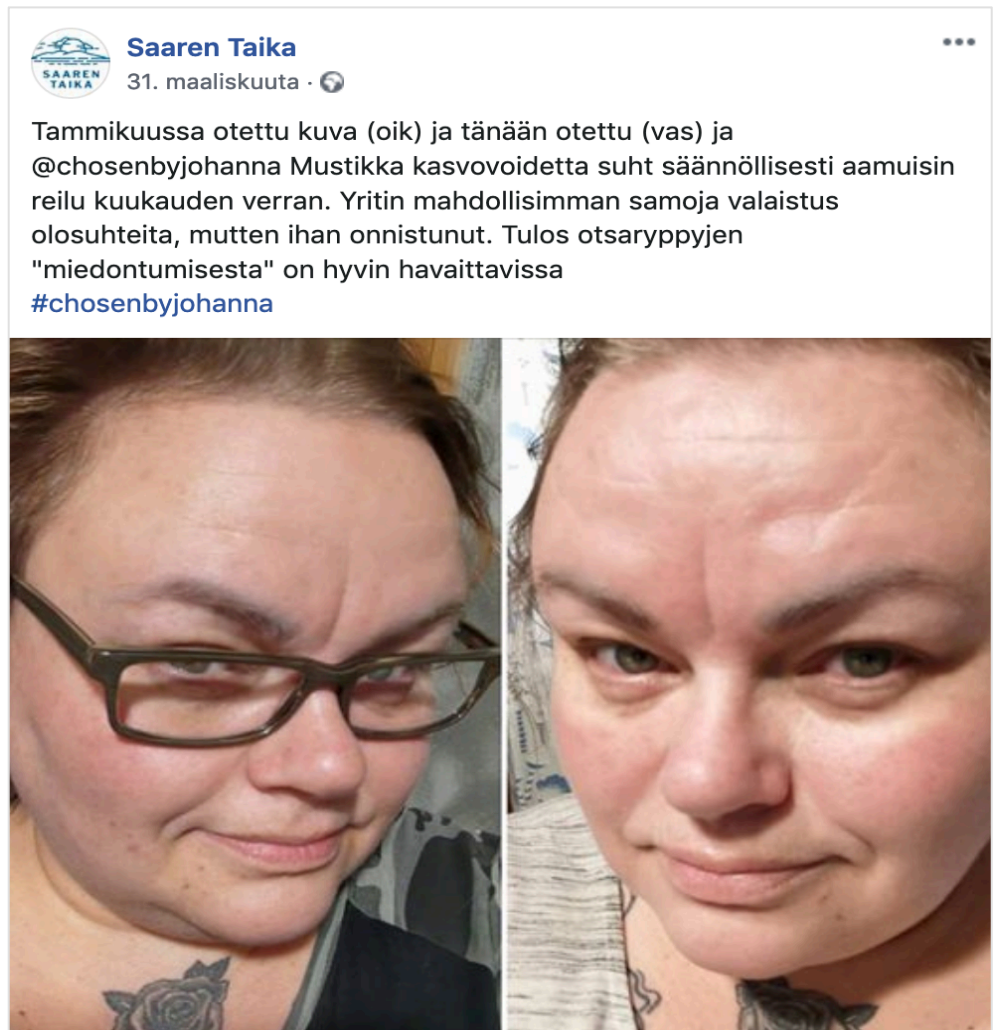 SAAREN
TAIKA
Saaren Taika
31. maaliskuuta ·
Tammikuussa otettu kuva (oik) ja tänään otettu (vas) ja
@chosenbyjohanna Mustikka kasvovoidetta suht säännöllisesti aamuisin
reilu kuukauden verran. Yritin mahdollisimman samoja valaistus
olosuhteita, mutten ihan onnistunut. Tulos otsaryppyjen
"miedontumisesta" on hyvin havaittavissa
#chosenbyjohanna